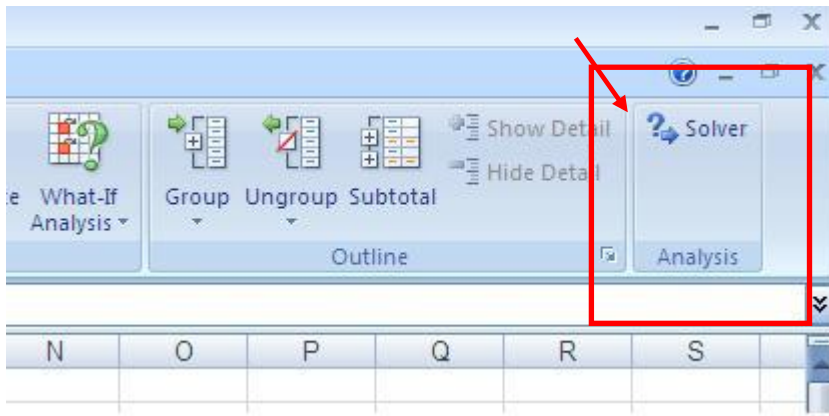 Show Detail
Solver
Hide Detail
e What-If
Analysis
Group
Ungroup
Subtotal
Outline
Analysis
N O P Q R S